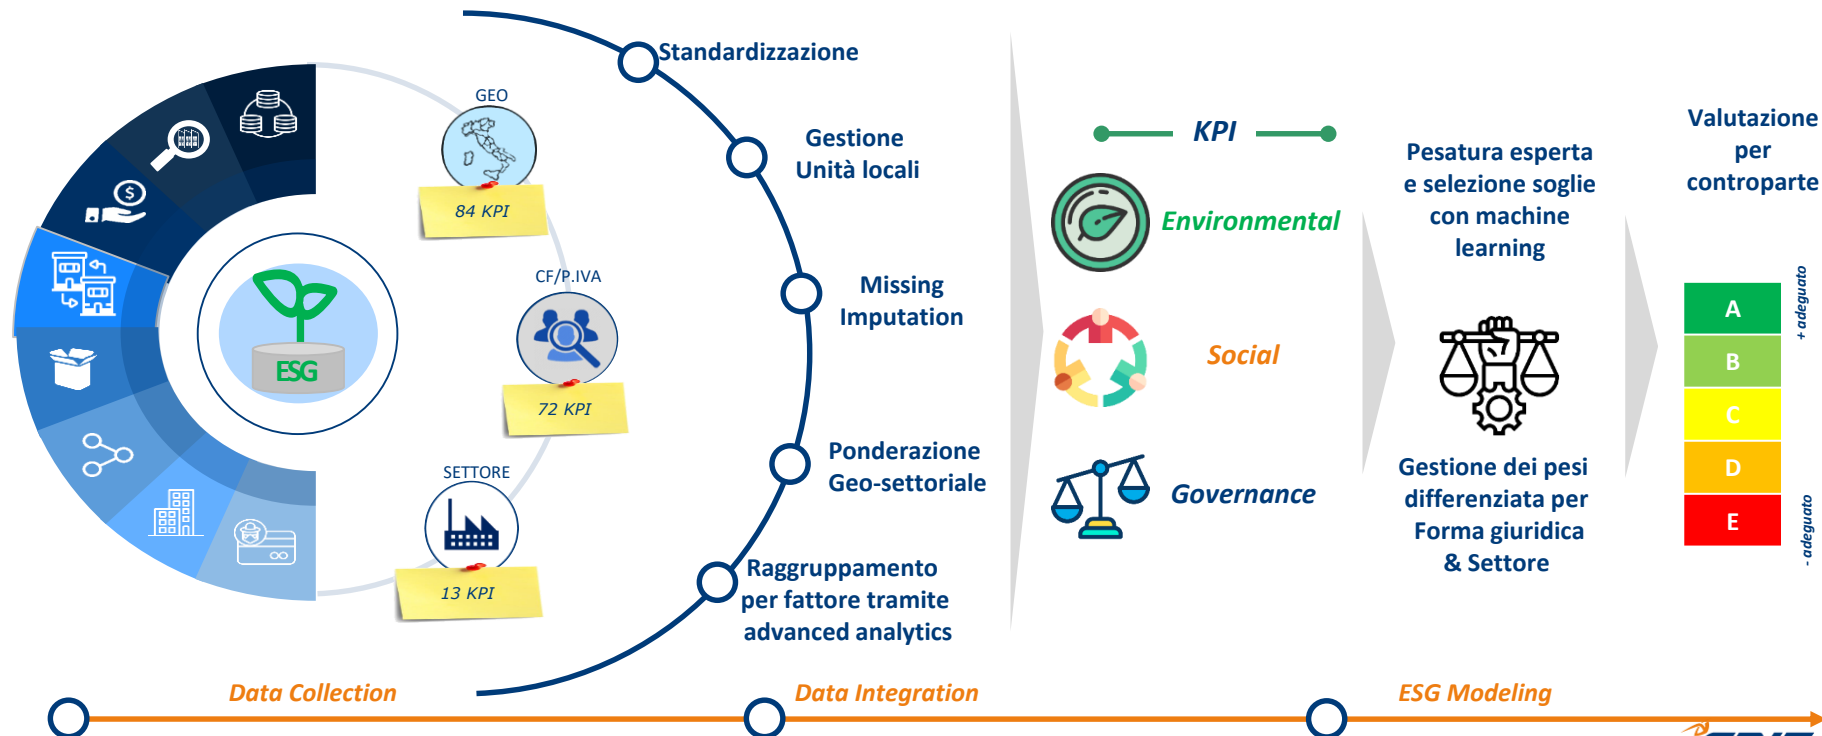 GEO
84 KPI
CF/P.IVA
72 KPI
SETTORE
13 KPI
ESG
Standardizzazione
Gestione
Unità locali
Missing
Imputation
Ponderazione
Geo-settoriale
Raggruppamento
per fattore tramite
advanced analytics
KPI
Environmental
Social
Governance
Pesatura esperta
e selezione soglie
con machine
learning
Gestione dei pesi
differenziata per
Forma giuridica
& Settore
Valutazione
per
controparte
A
B
C
D
E
+ adeguato
- adeguato
Data Collection
Data Integration
ESG Modeling